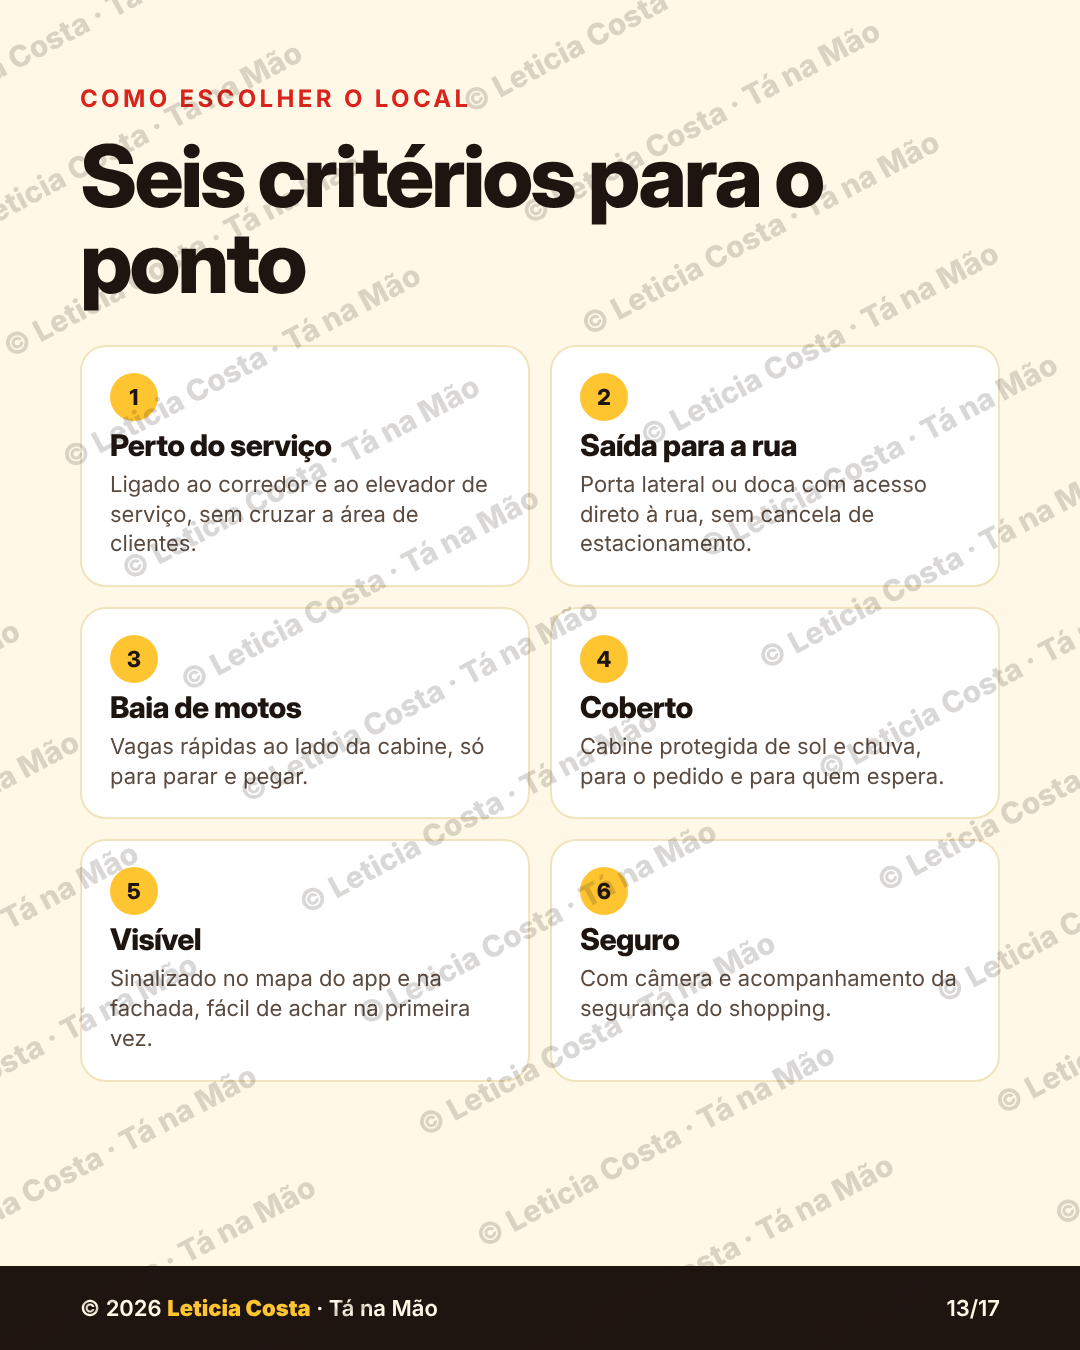 COMO ESCOLHER O LOCAL
Seis critérios para o
ponto
1
Perto do serviço
Ligado ao corredor e ao elevador de
serviço, sem cruzar a área de
clientes.
2
Saída para a rua
Porta lateral ou doca com acesso
direto à rua, sem cancela de
estacionamento.
3
Baia de motos
Vagas rápidas ao lado da cabine, só
para parar e pegar.
4
Coberto
Cabine protegida de sol e chuva,
para o pedido e para quem espera.
5
Visível
Sinalizado no mapa do app e na
fachada, fácil de achar na primeira
vez.
6
Seguro
Com câmera e acompanhamento da
segurança do shopping.
© Leticia Costa · Tá na Mão
© 2026 Leticia Costa · Tá na Mão
13/17